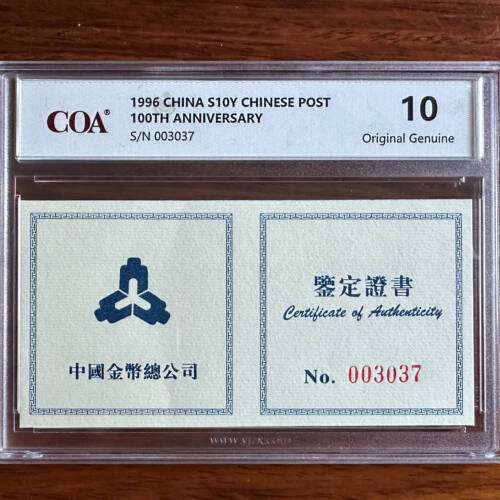 COA®
1996 CHINA S10Y CHINESE POST
100TH ANNIVERSARY
S/N 003037
10
Original Genuine
中國金幣總公司
鑒定證書
Certificate of Authenticity
No. 003037